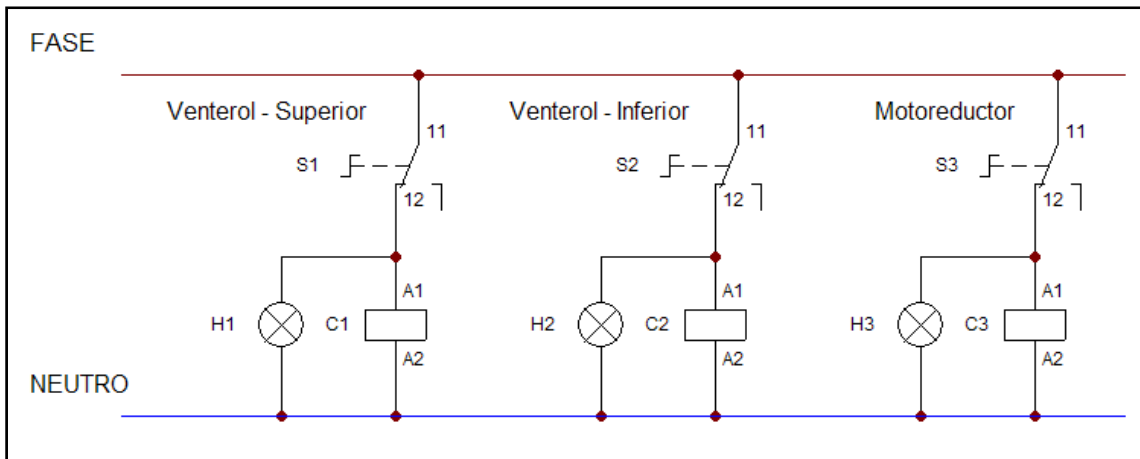 FASE
Venterol - Superior
Venterol - Inferior
Motoreductor
11
11
11
S1
S2
S3
12
12
12
A1
A1
A1
H1
C1
H2
C2
H3
C3
A2
A2
A2
NEUTRO